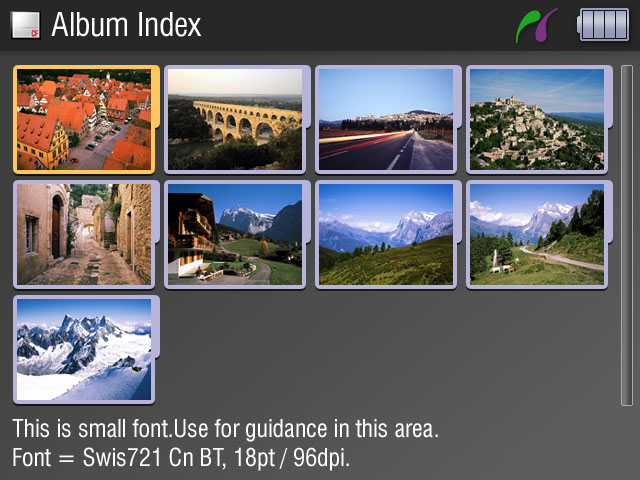 CF
Album Index
This is small font.Use for guidance in this area.
Font = Swis721 Cn BT, 18pt / 96dpi.